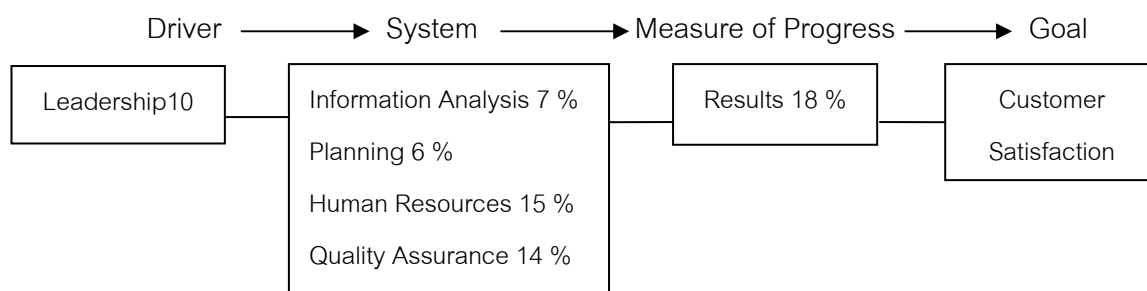 Driver System Measure of Progress Goal
Leadership10
Information Analysis 7 %
Planning 6 %
Human Resources 15 %
Quality Assurance 14 %
Results 18 %
Customer
Satisfaction